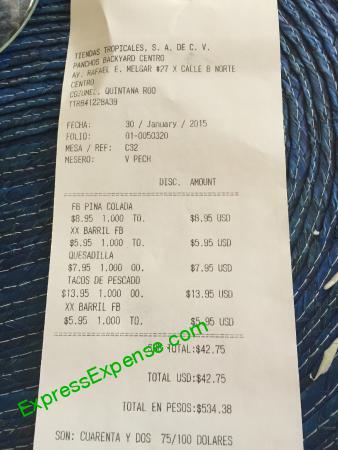 TIENDAS TROPICALES, S. A. DE C. V.
PANCHOS BACKYARD CENTRO
AV. RAFAEL E. MELGAR #27 X CALLE 8 NORTE
CENTRO
COZUMEL, QUINTANA ROO
TTR841228A39
FECHA: 30 / January / 2015
FOLIO: 01-0050320
MESA / REF: C32
MESERO: V PECH
DISC. AMOUNT
FB PINA COLADA
$8.95 1.000 TO. $8.95 USD
XX BARRIL FB
$5.95 1.000 TO. $5.95 USD
QUESADILLA
$7.95 1.000 00. $7.95 USD
TACOS DE PESCADO
$13.95 1.000 00. $13.95 USD
XX BARRIL FB
$5.95 1.000 TO. $5.95 USD
SUB TOTAL:$42.75
TOTAL USD:$42.75
TOTAL EN PESOS:$534.38
SON: CUARENTA Y DOS 75/100 DOLARES
ExpressExpense.com